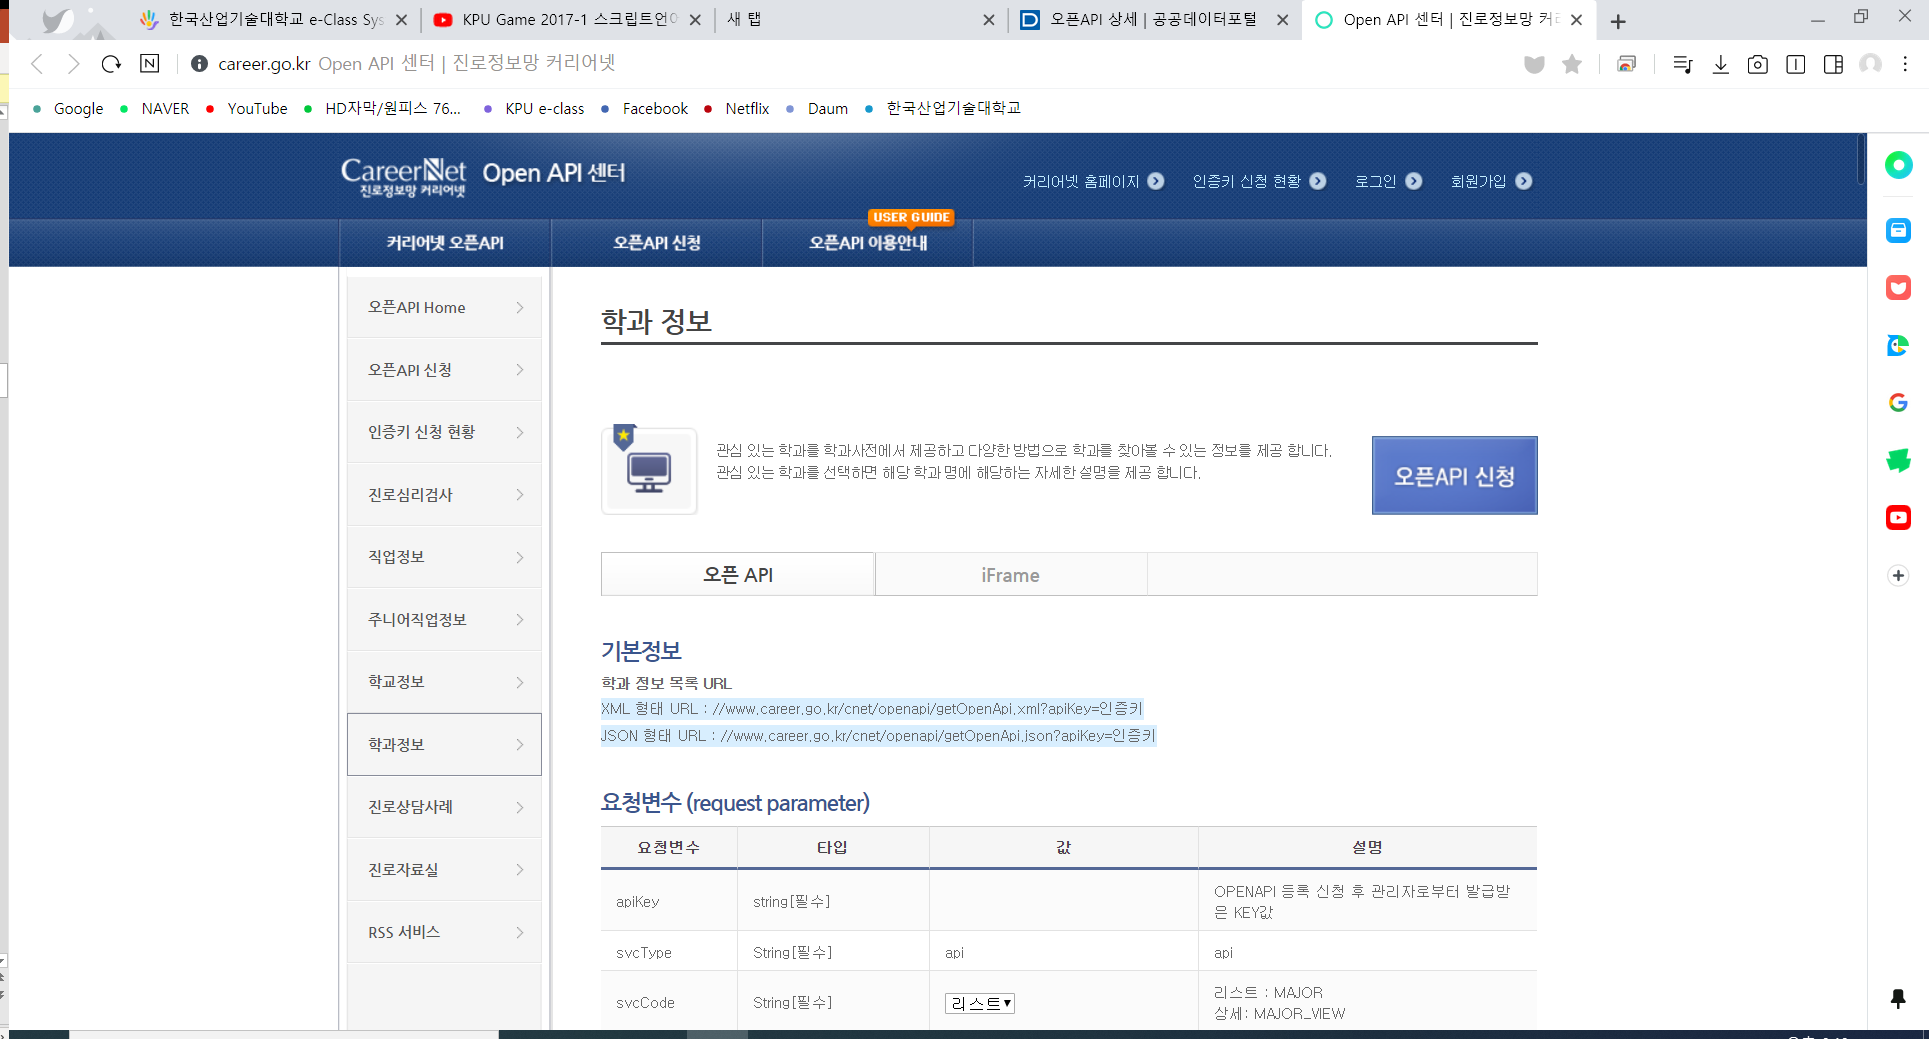 한국산업기술대학교 e-Class Sys
KPU Game 2017-1 스크립트언어
새 탭
오픈API 상세 | 공공데이터포털
Open API 센터 | 진로정보망 커리
career.go.kr Open API 센터 | 진로정보망 커리어넷
Google
NAVER
YouTube
HD자막/원피스 76...
KPU e-class
Facebook
Netflix
Daum
한국산업기술대학교
CareerNet
진로정보망 커리어넷
Open API 센터
커리어넷 홈페이지
인증키 신청 현황
로그인
회원가입
USER GUIDE
커리어넷 오픈API
오픈API 신청
오픈API 이용안내
오픈API Home
오픈API 신청
인증키 신청 현황
진로심리검사
직업정보
주니어직업정보
학교정보
학과정보
진로상담사례
진로자료실
RSS 서비스
학과 정보
관심 있는 학과를 학과사전에서 제공하고 다양한 방법으로 학과를 찾아볼 수 있는 정보를 제공 합니다.
관심 있는 학과를 선택하면 해당 학과 명에 해당하는 자세한 설명을 제공 합니다.
오픈API 신청
오픈 API
iFrame
기본정보
학과 정보 목록 URL
XML 형태 URL : //www.career.go.kr/cnet/openapi/getOpenApi.xml?apiKey=인증키
JSON 형태 URL : //www.career.go.kr/cnet/openapi/getOpenApi.json?apiKey=인증키
요청변수 (request parameter)
요청변수 타입 값 설명
apiKey string[필수] OPENAPI 등록 신청 후 관리자로부터 발급받
은 KEY값
svcType String[필수] api api
svcCode String[필수] 리스트 리스트 : MAJOR
상세: MAJOR_VIEW